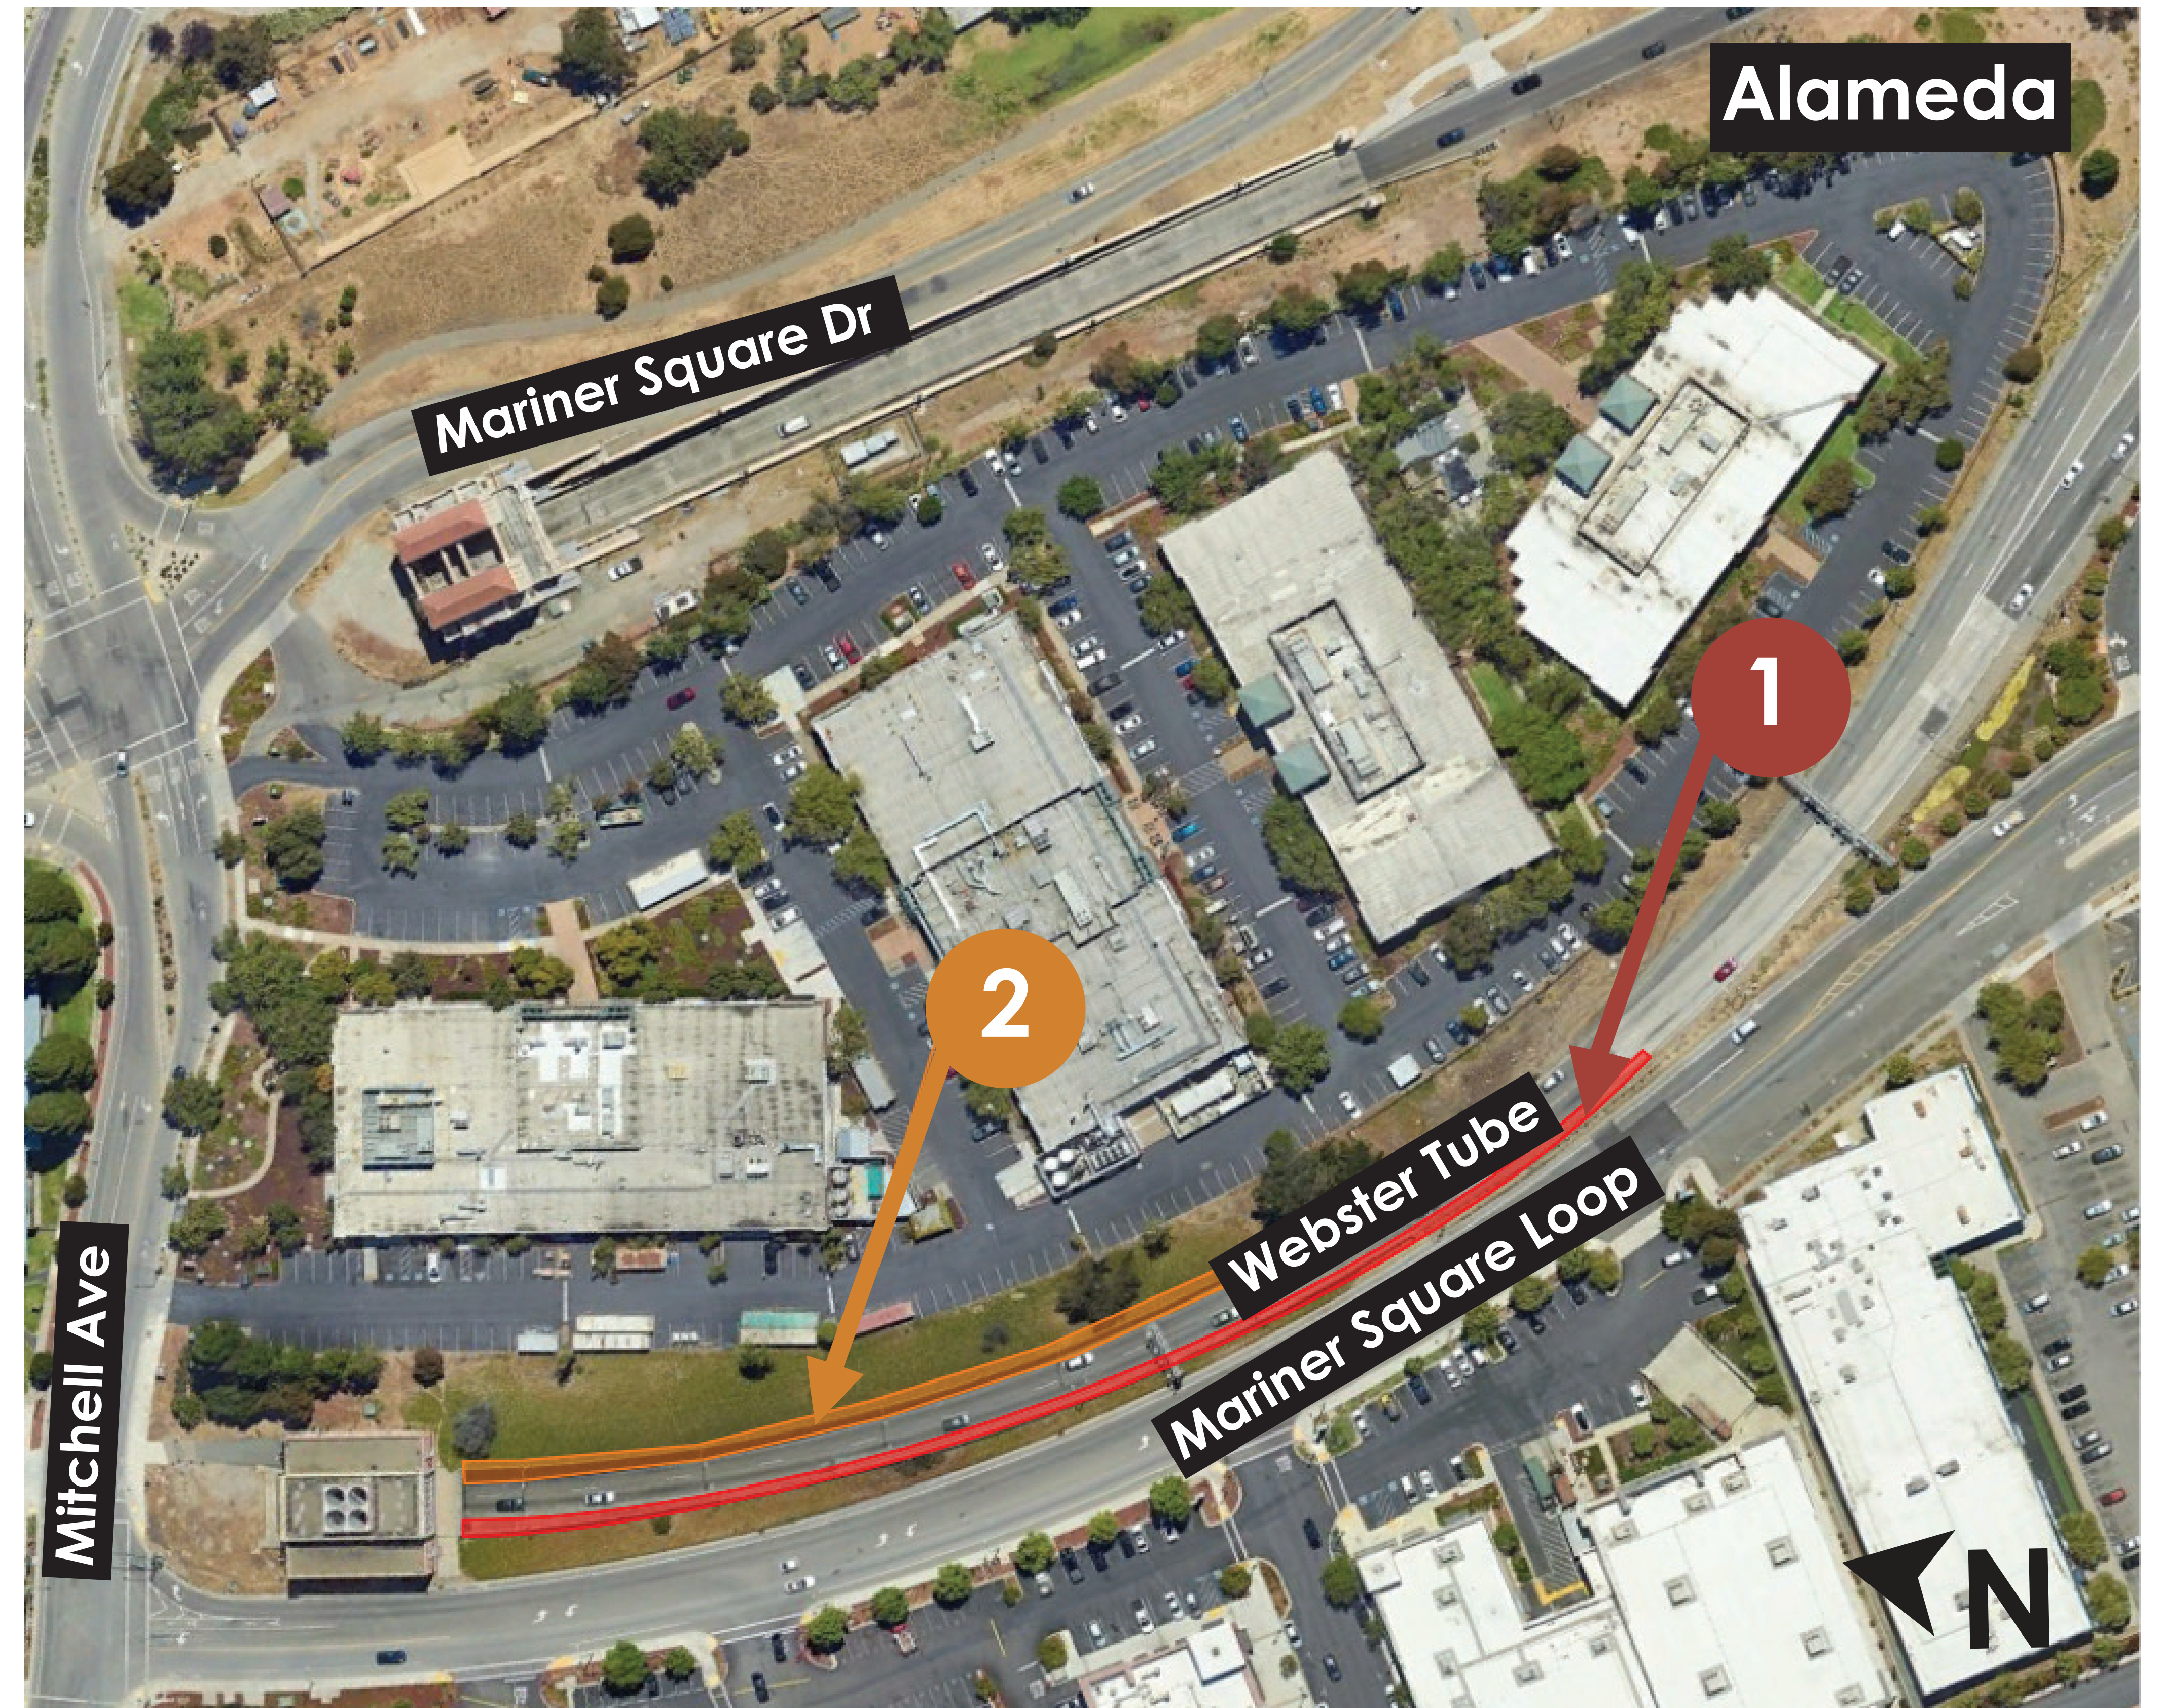 Alameda
Mariner Square Dr
1
2
Webster Tube
Mariner Square Loop
Mitchell Ave
N